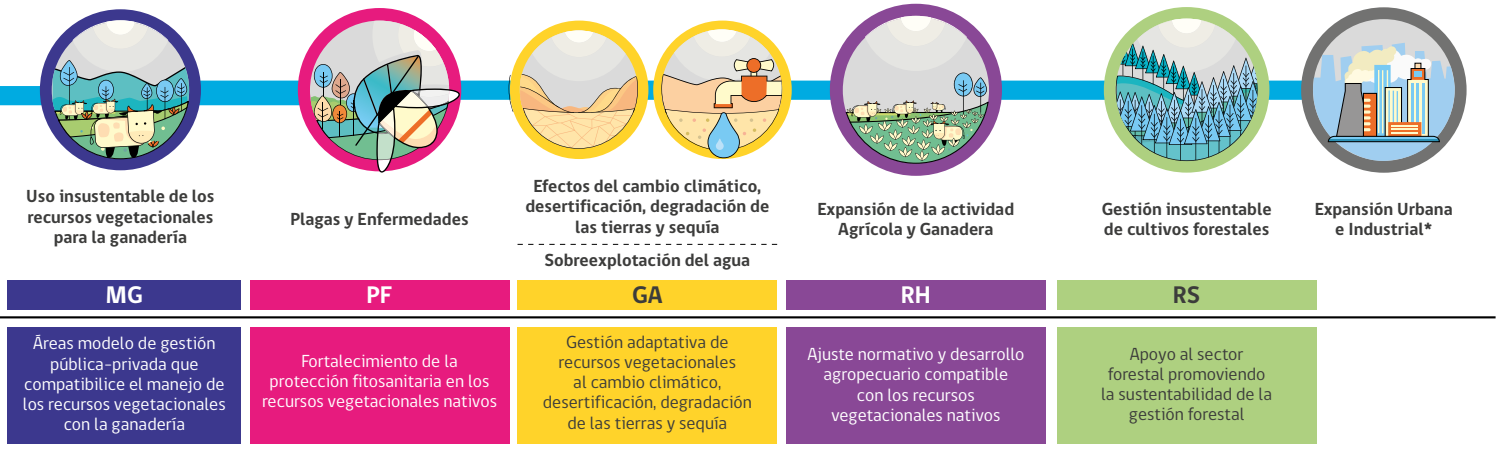 Uso insustentable de los
recursos vegetacionales
para la ganadería
Plagas y Enfermedades
Efectos del cambio climático,
desertificación, degradación de
las tierras y sequía
Sobreexplotación del agua
Expansión de la actividad
Agrícola y Ganadera
Gestión insustentable
de cultivos forestales
Expansión Urbana
e Industrial*
MG
PF
GA
RH
RS
Áreas modelo de gestión
pública-privada que
compatibilice el manejo de
los recursos vegetacionales
con la ganadería
Fortalecimiento de la
protección fitosanitaria en los
recursos vegetacionales nativos
Gestión adaptativa de
recursos vegetacionales
al cambio climático,
desertificación, degradación
de las tierras y sequía
Ajuste normativo y desarrollo
agropecuario compatible
con los recursos
vegetacionales nativos
Apoyo al sector
forestal promoviendo
la sustentabilidad de la
gestión forestal